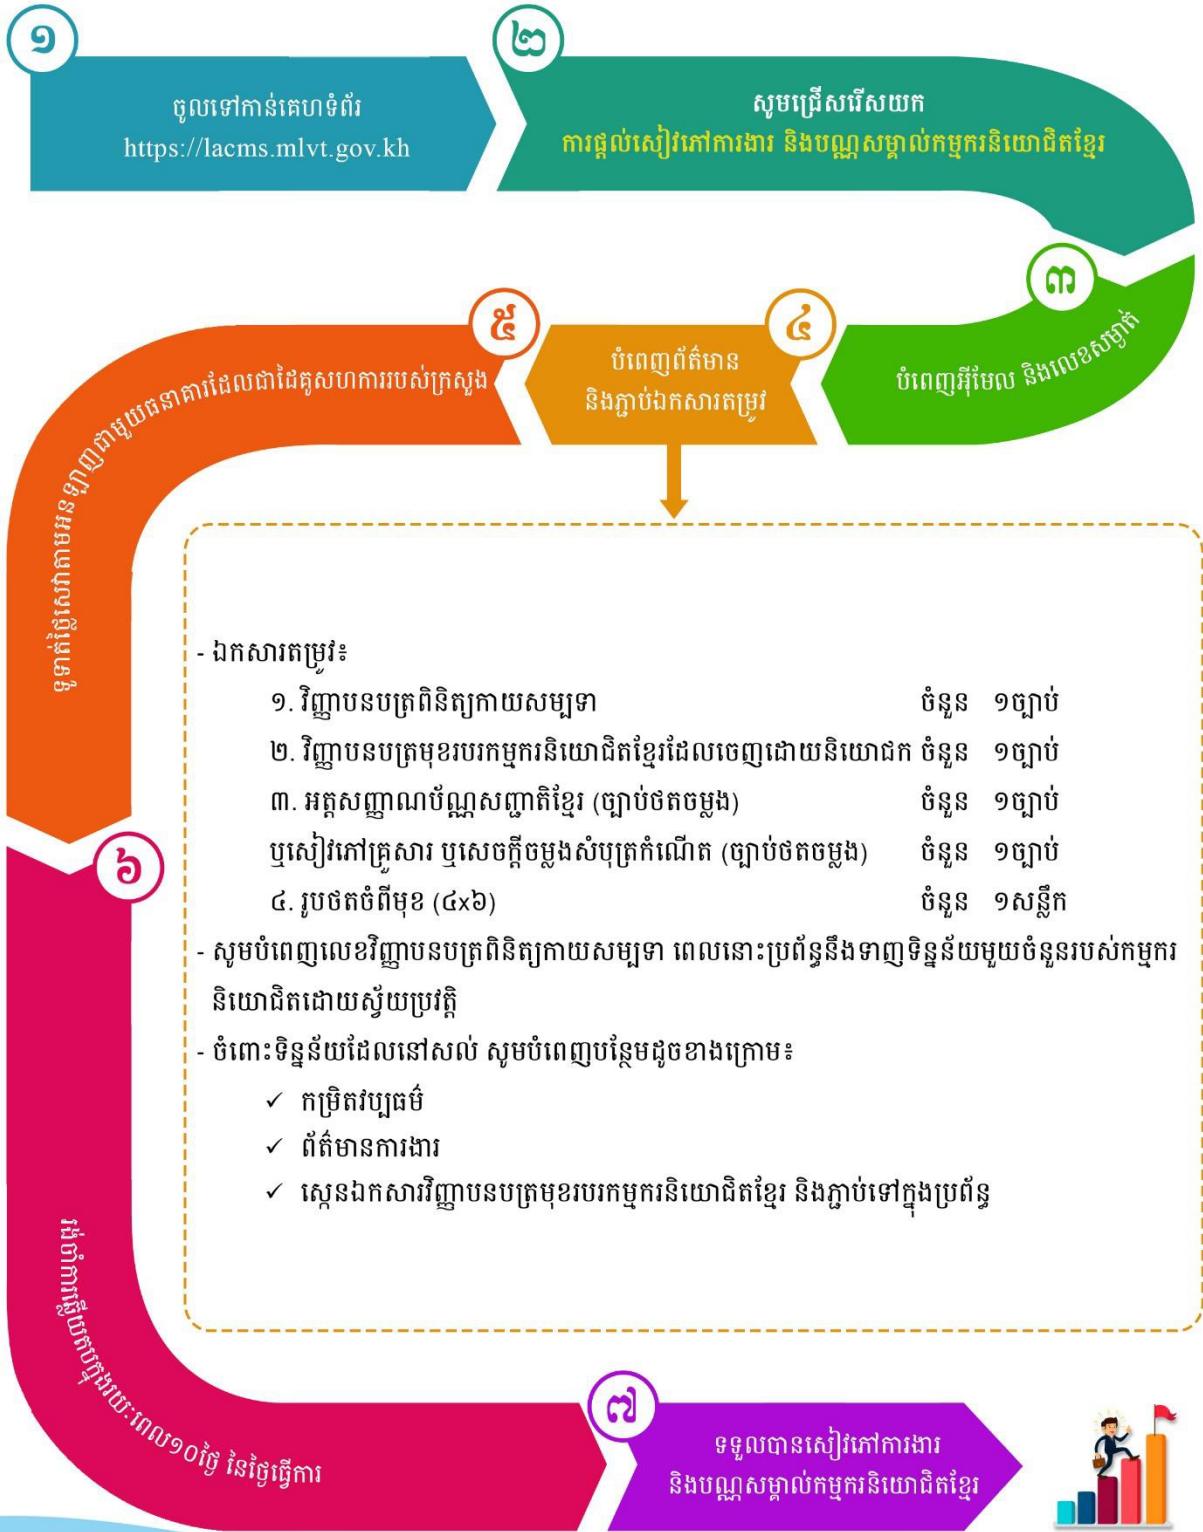 ១
ចូលទៅកាន់គេហទំព័រ
https://lacms.mlvt.gov.kh
២
សូមជ្រើសរើសយក
ការផ្តល់សៀវភៅការងារ និងបណ្ណសម្គាល់កម្មករនិយោជិតខ្មែរ
៣
បំពេញអ៊ីមែល និងលេខសម្ងាត់
៤
បំពេញព័ត៌មាន
និងភ្ជាប់ឯកសារតម្រូវ
៥
ទូទាត់ថ្លៃសេវាតាមអនឡាញជាមួយធនាគារដែលជាដៃគូសហការរបស់ក្រសួង
- ឯកសារតម្រូវ៖
១. វិញ្ញាបនបត្រពិនិត្យកាយសម្បទា ចំនួន ១ច្បាប់
២. វិញ្ញាបនបត្រមុខរបរកម្មករនិយោជិតខ្មែរដែលចេញដោយនិយោជក ចំនួន ១ច្បាប់
៣. អត្តសញ្ញាណប័ណ្ណសញ្ជាតិខ្មែរ (ច្បាប់ថតចម្លង) ចំនួន ១ច្បាប់
ឬសៀវភៅគ្រួសារ ឬសេចក្តីចម្លងសំបុត្រកំណើត (ច្បាប់ថតចម្លង) ចំនួន ១ច្បាប់
៤. រូបថតចំពីមុខ (៤x៦) ចំនួន ១សន្លឹក
- សូមបំពេញលេខវិញ្ញាបនបត្រពិនិត្យកាយសម្បទា ពេលនោះប្រព័ន្ធនឹងទាញទិន្នន័យមួយចំនួនរបស់កម្មករ
និយោជិតដោយស្វ័យប្រវត្តិ
- ចំពោះទិន្នន័យដែលនៅសល់ សូមបំពេញបន្ថែមដូចខាងក្រោម៖
✓ កម្រិតវប្បធម៌
✓ ព័ត៌មានការងារ
✓ ស្កេនឯកសារវិញ្ញាបនបត្រមុខរបរកម្មករនិយោជិតខ្មែរ និងភ្ជាប់ទៅក្នុងប្រព័ន្ធ
៦
រង់ចាំការឆ្លើយតបក្នុងរយៈពេល១០ថ្ងៃ នៃថ្ងៃធ្វើការ
៧
ទទួលបានសៀវភៅការងារ
និងបណ្ណសម្គាល់កម្មករនិយោជិតខ្មែរ